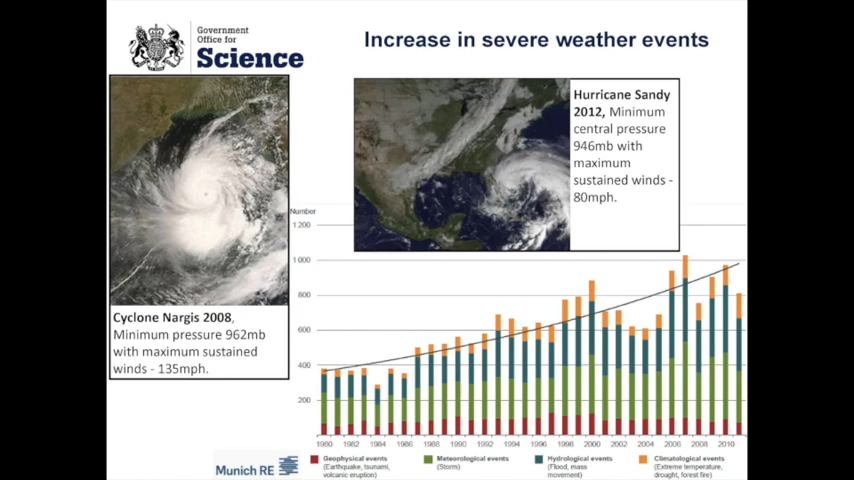 Government
Office for
Science
Increase in severe weather events
Hurricane Sandy
2012, Minimum
central pressure
946mb with
maximum
sustained winds -
80mph.
Cyclone Nargis 2008,
Minimum pressure 962mb
with maximum sustained
winds - 135mph.
Number
1 200
1 000
800
600
400
200
1980 1982 1984 1986 1988 1990 1992 1994 1996 1998 2000 2002 2004 2006 2008 2010
Munich RE
Geophysical events
(Earthquake, tsunami,
volcanic eruption)
Meteorological events
(Storm)
Hydrological events
(Flood, mass
movement)
Climatological events
(Extreme temperature,
drought, forest fire)